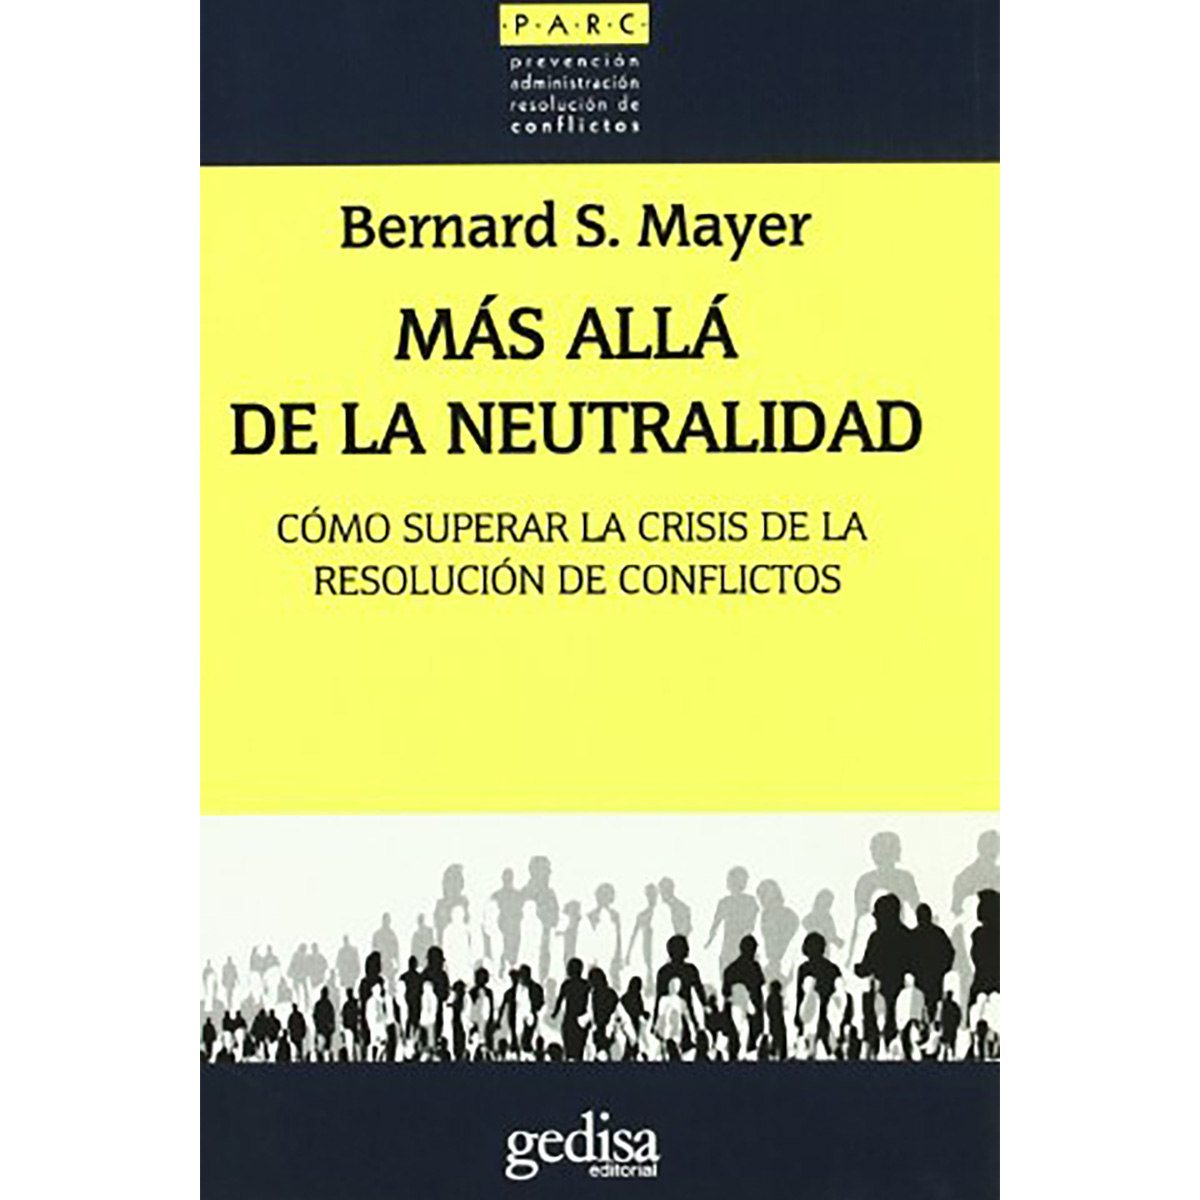 ·P·A·R·C·
prevención
administración
resolución de
conflictos
Bernard S. Mayer
MÁS ALLÁ
DE LA NEUTRALIDAD
CÓMO SUPERAR LA CRISIS DE LA
RESOLUCIÓN DE CONFLICTOS
gedisa
editorial